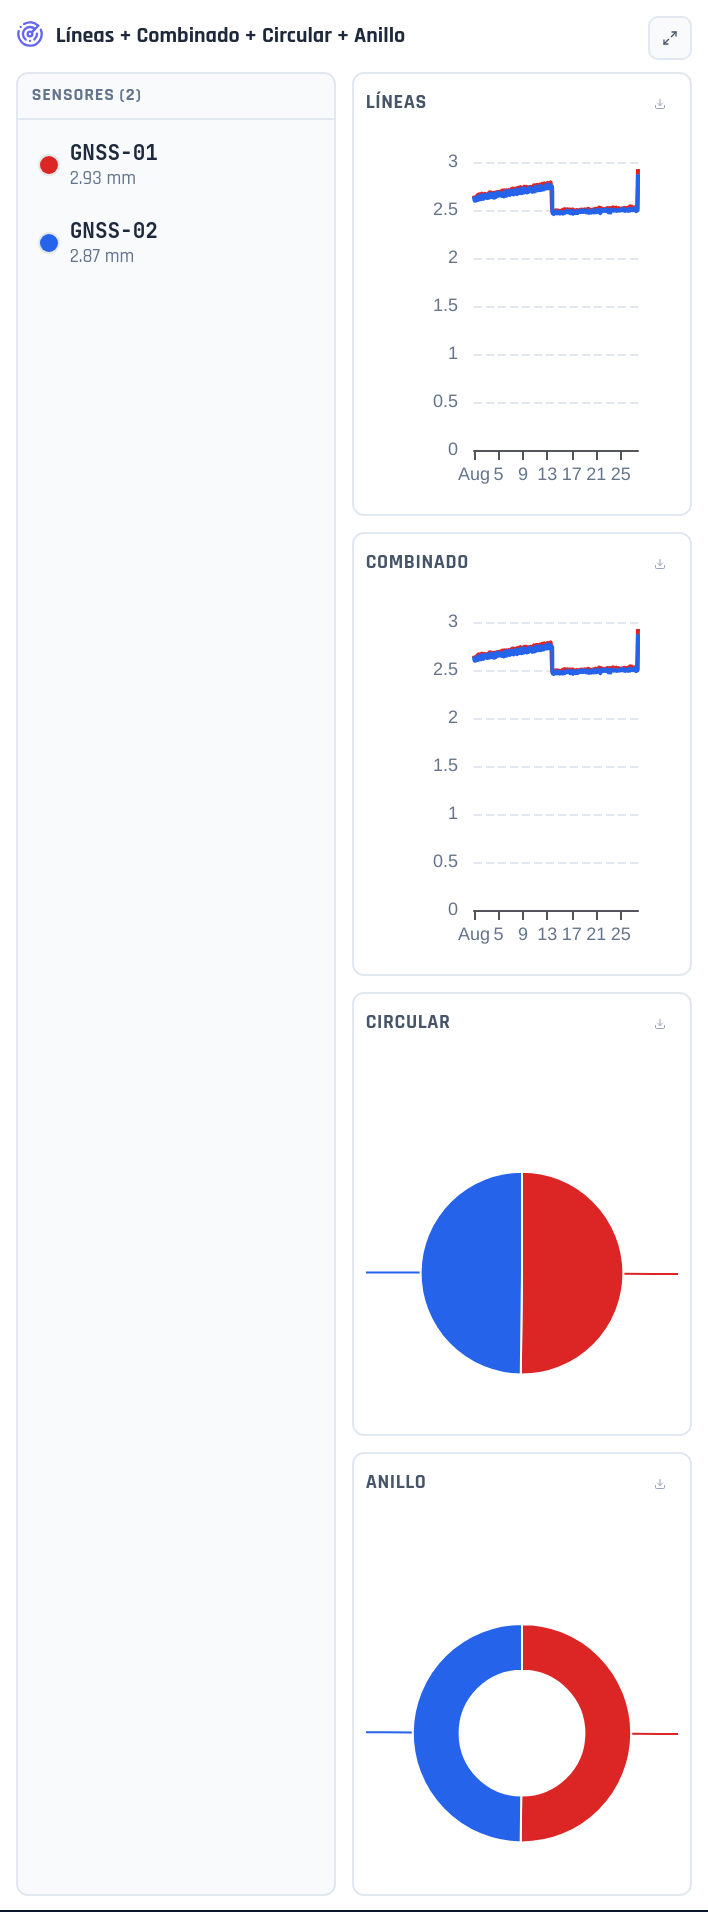 Líneas + Combinado + Circular + Anillo
SENSORES (2)
GNSS-01
2.93 mm
GNSS-02
2.87 mm
LÍNEAS
3
2.5
2
1.5
1
0.5
0
Aug 5 9 13 17 21 25
COMBINADO
3
2.5
2
1.5
1
0.5
0
Aug 5 9 13 17 21 25
CIRCULAR
ANILLO